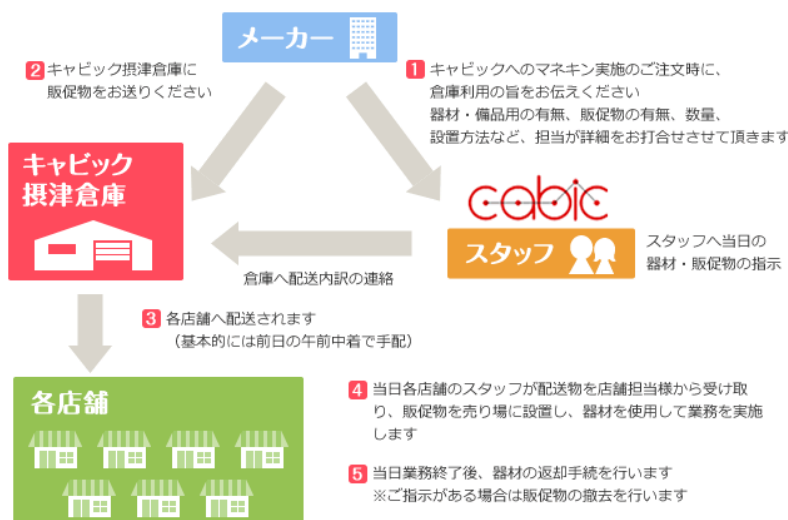 メーカー
2 キャビック摂津倉庫に
販促物をお送りください
1 キャビックへのマネキン実施のご注文時に、
倉庫利用の旨をお伝えください
器材・備品用の有無、販促物の有無、数量、
設置方法など、担当が詳細をお打合せさせて頂きます
キャビック
摂津倉庫
cabic
スタッフ
スタッフへ当日の
器材・販促物の指示
倉庫へ配送内訳の連絡
3 各店舗へ配送されます
（基本的には前日の午前中着で手配）
各店舗
4 当日各店舗のスタッフが配送物を店舗担当様から受け取
り、販促物を売り場に設置し、器材を使用して業務を実施
します
5 当日業務終了後、器材の返却手続を行います
※ご指示がある場合は販促物の撤去を行います